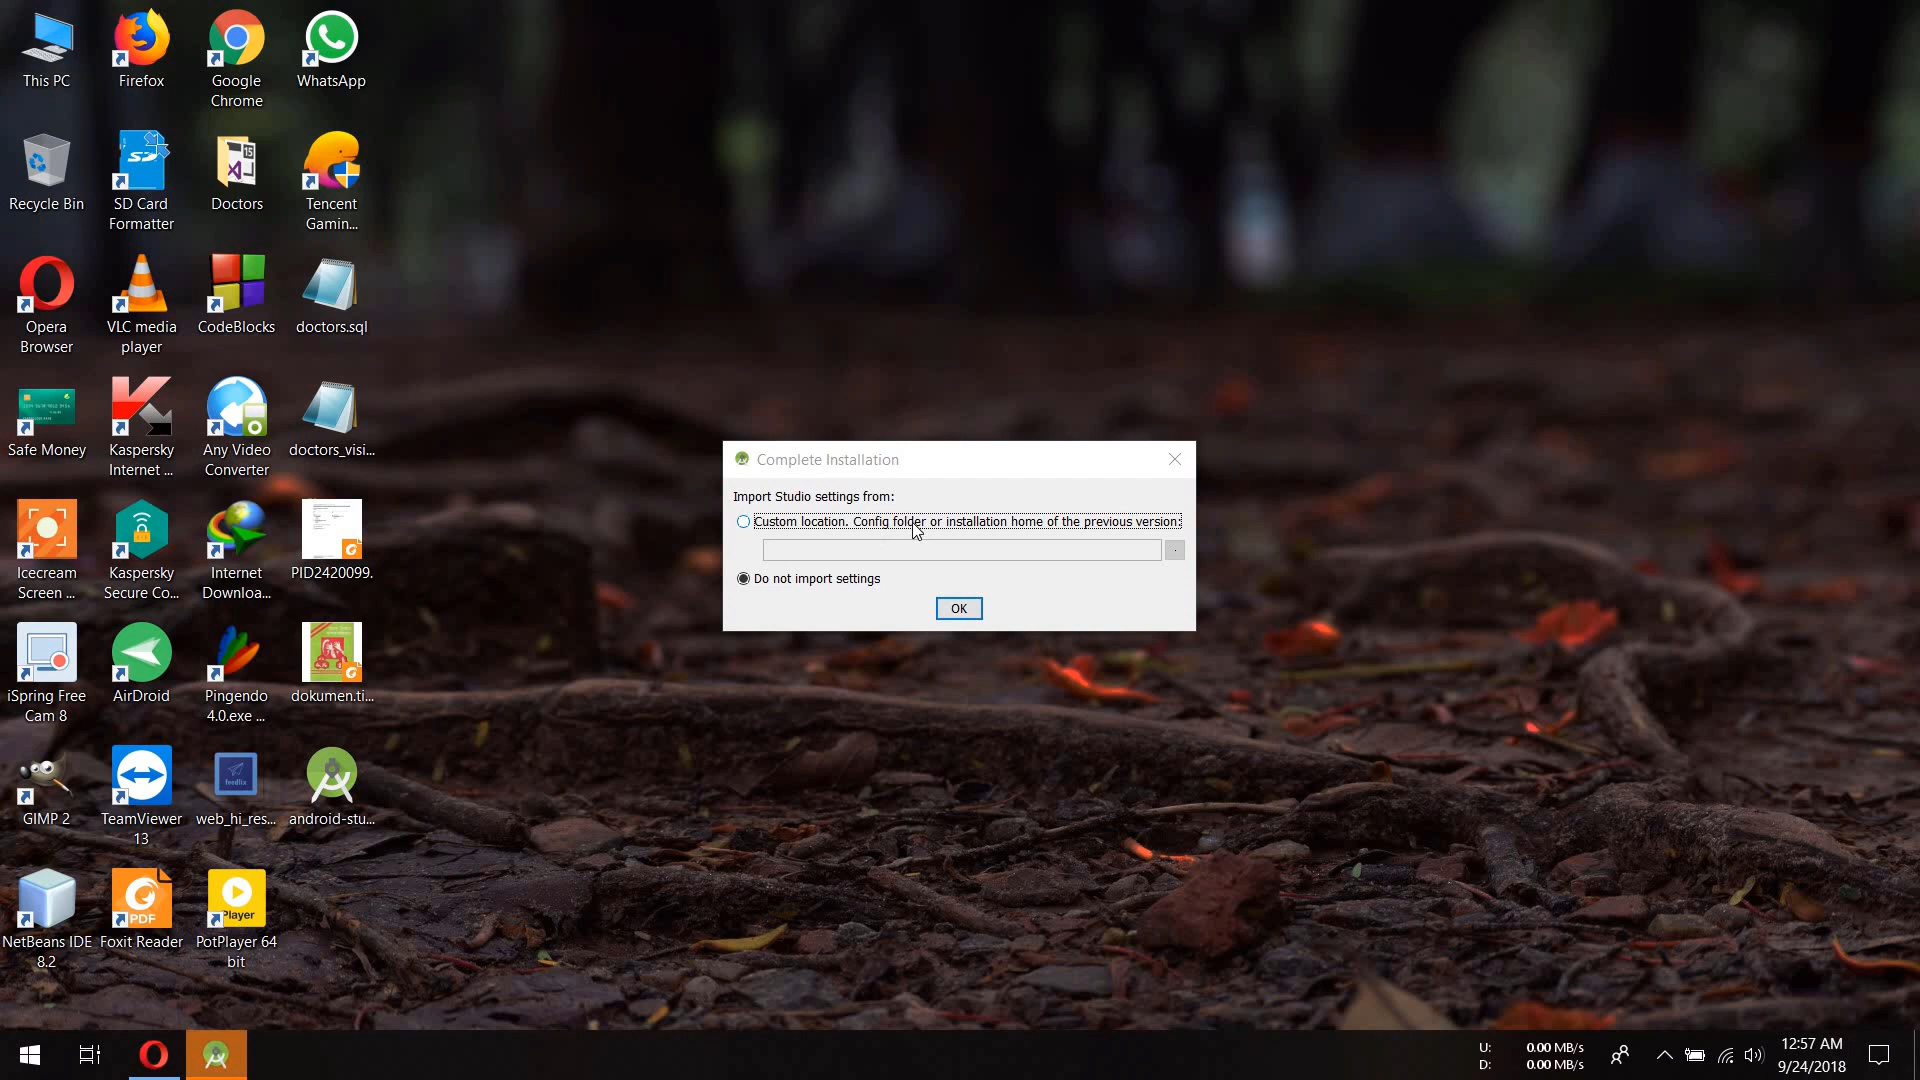 This PC
Firefox
Google
Chrome
WhatsApp
Recycle Bin
SD Card
Formatter
Doctors
Tencent
Gamin...
Opera
Browser
VLC media
player
CodeBlocks
doctors.sql
Safe Money
Kaspersky
Internet ...
Any Video
Converter
doctors_visi...
Icecream
Screen ...
Kaspersky
Secure Co...
Internet
Downloa...
PID2420099.
iSpring Free
Cam 8
AirDroid
Pingendo
4.0.exe ...
dokumen.ti...
GIMP 2
TeamViewer
13
web_hi_res...
android-stu...
NetBeans IDE
8.2
Foxit Reader
PotPlayer 64
bit
SD
15
feedlix
PDF
Player
Complete Installation
Import Studio settings from:
Custom location. Config folder or installation home of the previous version:
.
Do not import settings
OK
U: 0.00 MB/s
D: 0.00 MB/s
12:57 AM
9/24/2018